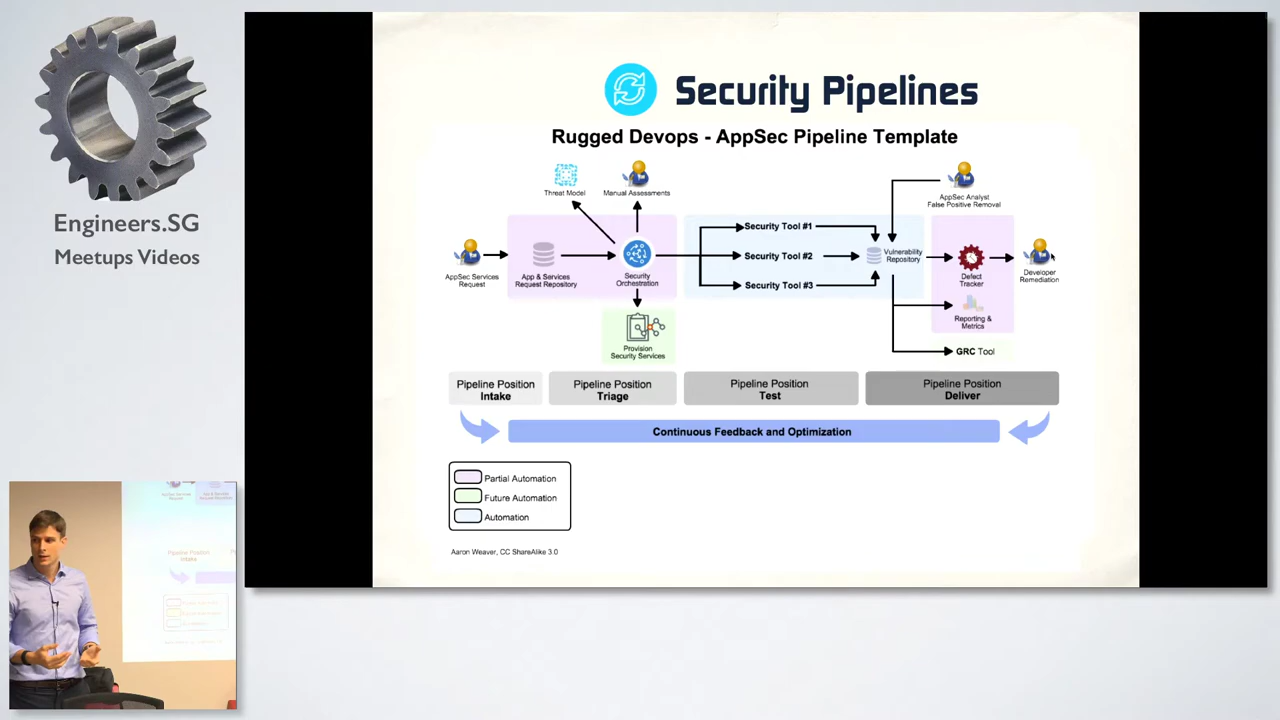 Engineers.SG
Meetups Videos
Security Pipelines
Rugged Devops - AppSec Pipeline Template
Threat Model
Manual Assessments
AppSec Analyst
False Positive Removal
AppSec Services
Request
App & Services
Request Repository
Security
Orchestration
Security Tool #1
Security Tool #2
Security Tool #3
Vulnerability
Repository
Defect
Tracker
Developer
Remediation
Provision
Security Services
Reporting &
Metrics
GRC Tool
Pipeline Position
Intake
Pipeline Position
Triage
Pipeline Position
Test
Pipeline Position
Deliver
Continuous Feedback and Optimization
Partial Automation
Future Automation
Automation
Aaron Weaver, CC ShareAlike 3.0
Pipeline Position
Intake